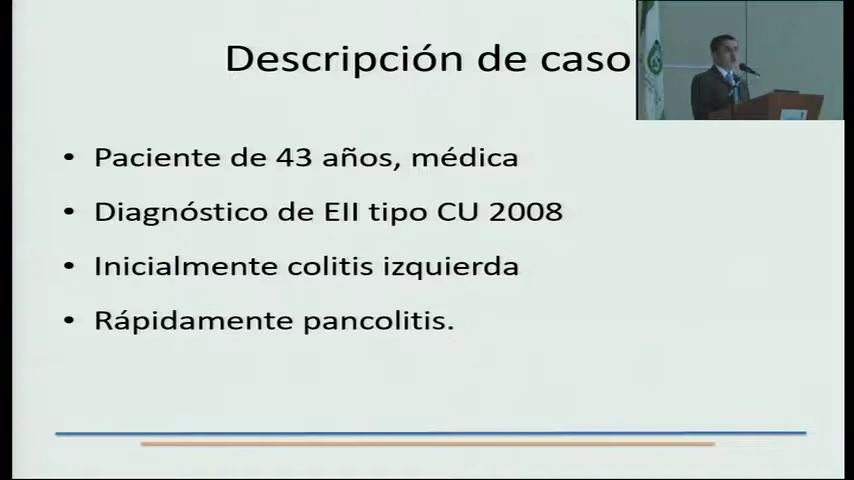 Descripción de caso
• Paciente de 43 años, médica
• Diagnóstico de EII tipo CU 2008
• Inicialmente colitis izquierda
• Rápidamente pancolitis.